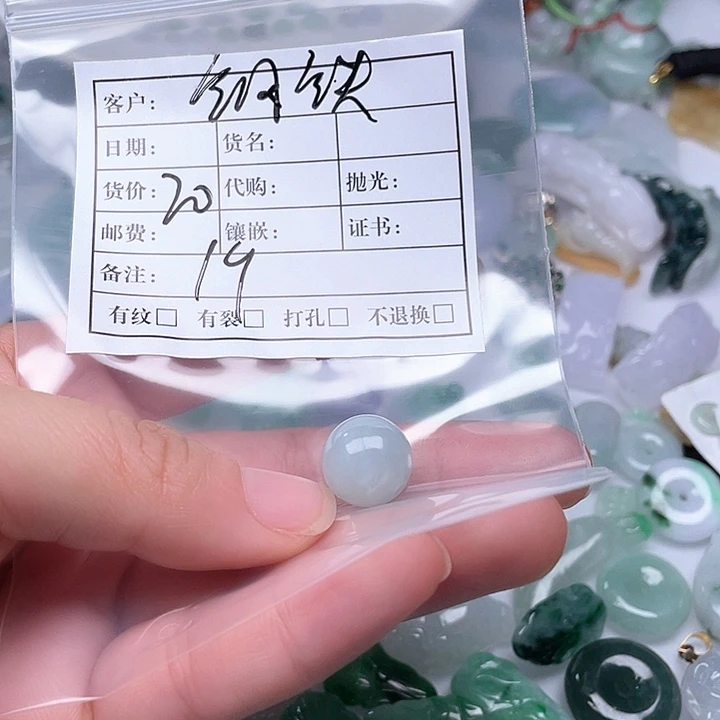 客户: 钢铁
日期: 货名:
货价: 20 代购: 抛光:
邮费: 镶嵌: 证书:
备注: 19
有纹□ 有裂□ 打孔□ 不退换□